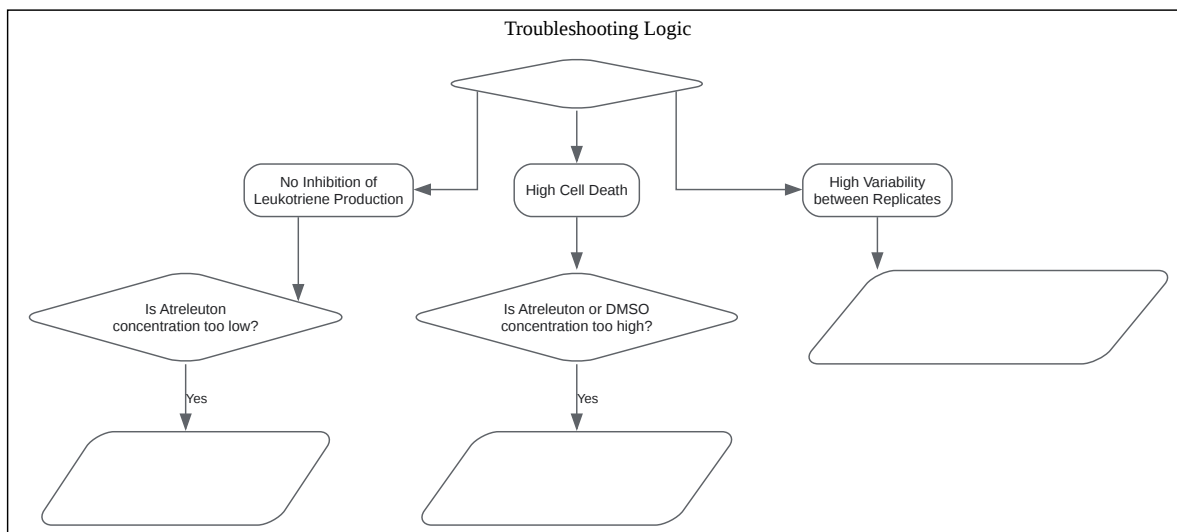 Troubleshooting Logic
No Inhibition of
Leukotriene Production
High Cell Death
High Variability
between Replicates
Is Atreleuton
concentration too low?
Is Atreleuton or DMSO
concentration too high?
Yes
Yes